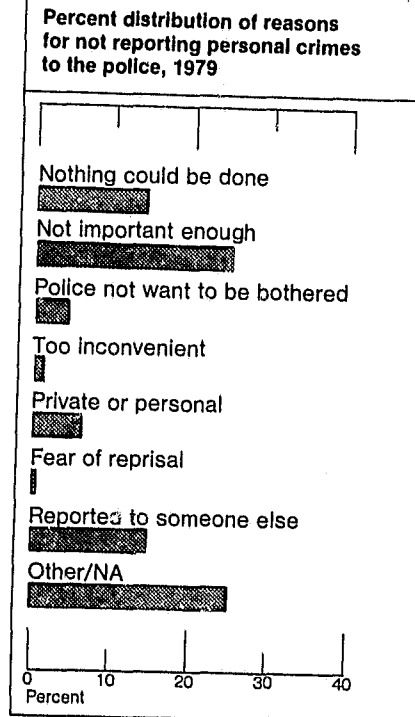 Percent distribution of reasons
for not reporting personal crimes
to the police, 1979
Nothing could be done
Not important enough
Police not want to be bothered
Too inconvenient
Private or personal
Fear of reprisal
Reported to someone else
Other/NA
0 10 20 30 40
Percent